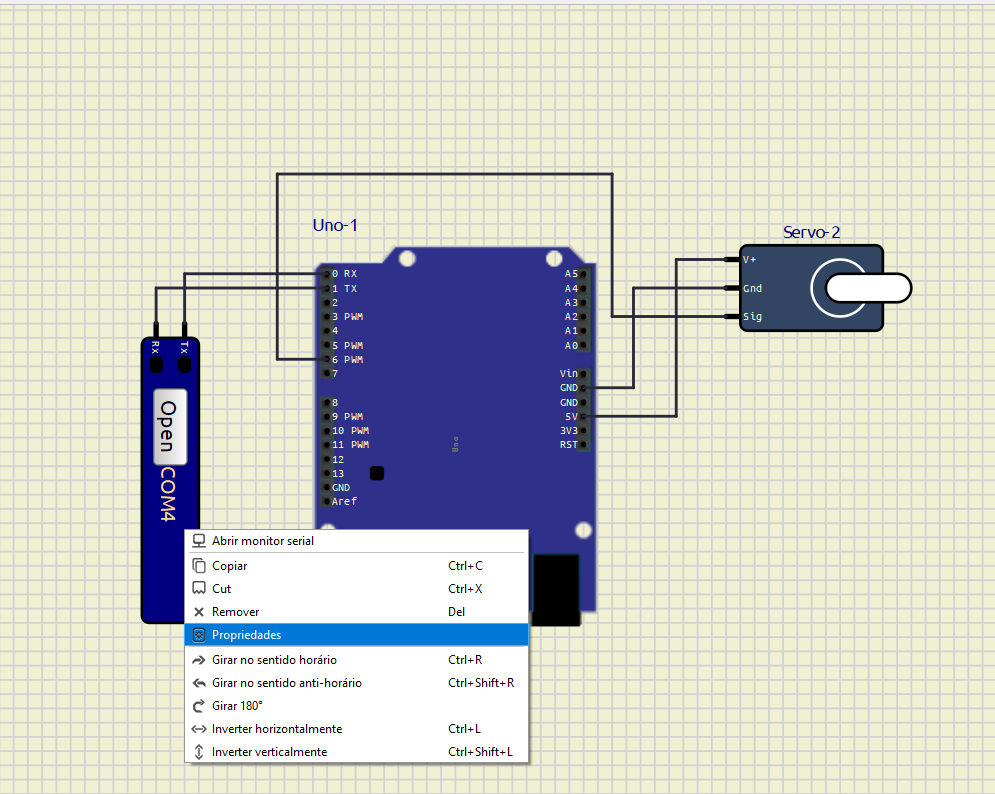 Uno-1
Servo-2
0 RX
1 TX
2
3 PWM
4
5 PWM
6 PWM
7
8
9 PWM
10 PWM
11 PWM
12
13
GND
Aref
A5
A4
A3
A2
A1
A0
Vin
GND
GND
5V
3V3
RST
Uno
V+
Gnd
Sig
Rx
Tx
Open
COM4
Abrir monitor serial
Copiar Ctrl+C
Cut Ctrl+X
Remover Del
Propriedades
Girar no sentido horário Ctrl+R
Girar no sentido anti-horário Ctrl+Shift+R
Girar 180°
Inverter horizontalmente Ctrl+L
Inverter verticalmente Ctrl+Shift+L